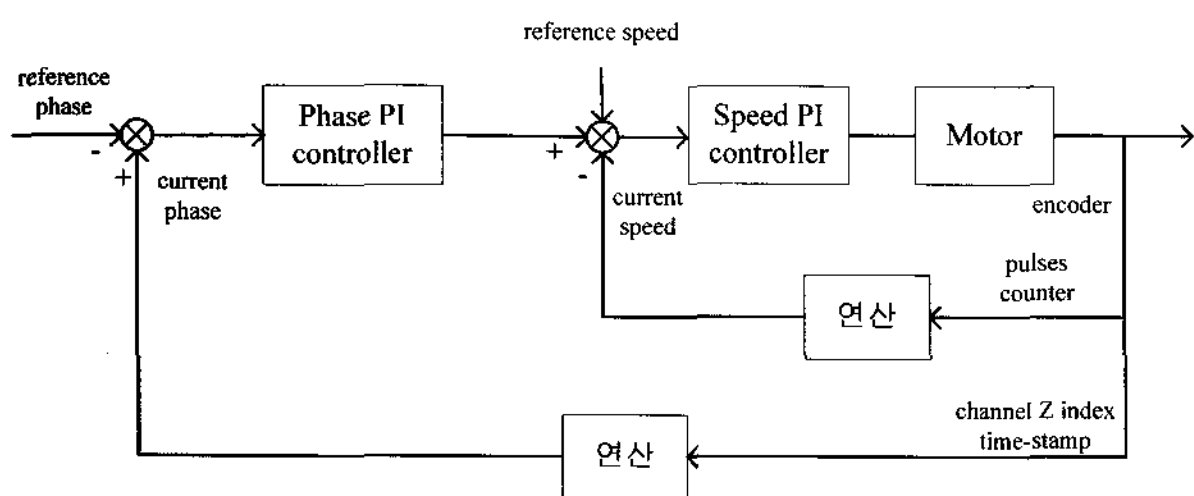 reference speed
reference
phase
-
+
current
phase
Phase PI
controller
+
-
current
speed
Speed PI
controller
Motor
encoder
pulses
counter
연산
channel Z index
time-stamp
연산